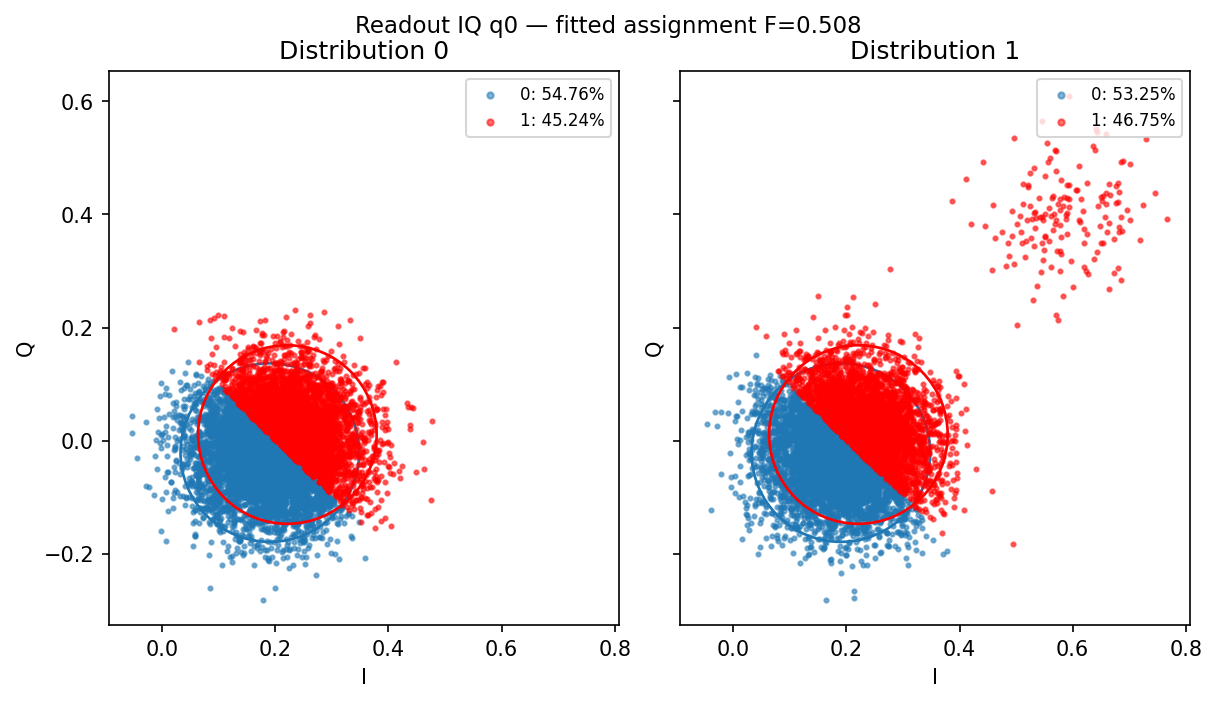 Readout IQ q0 — fitted assignment F=0.508
Distribution 0
Distribution 1
0: 54.76%
1: 45.24%
0: 53.25%
1: 46.75%
Q
0.6
0.4
0.2
0.0
−0.2
Q
0.0
0.2
0.4
0.6
0.8
I
0.0
0.2
0.4
0.6
0.8
I